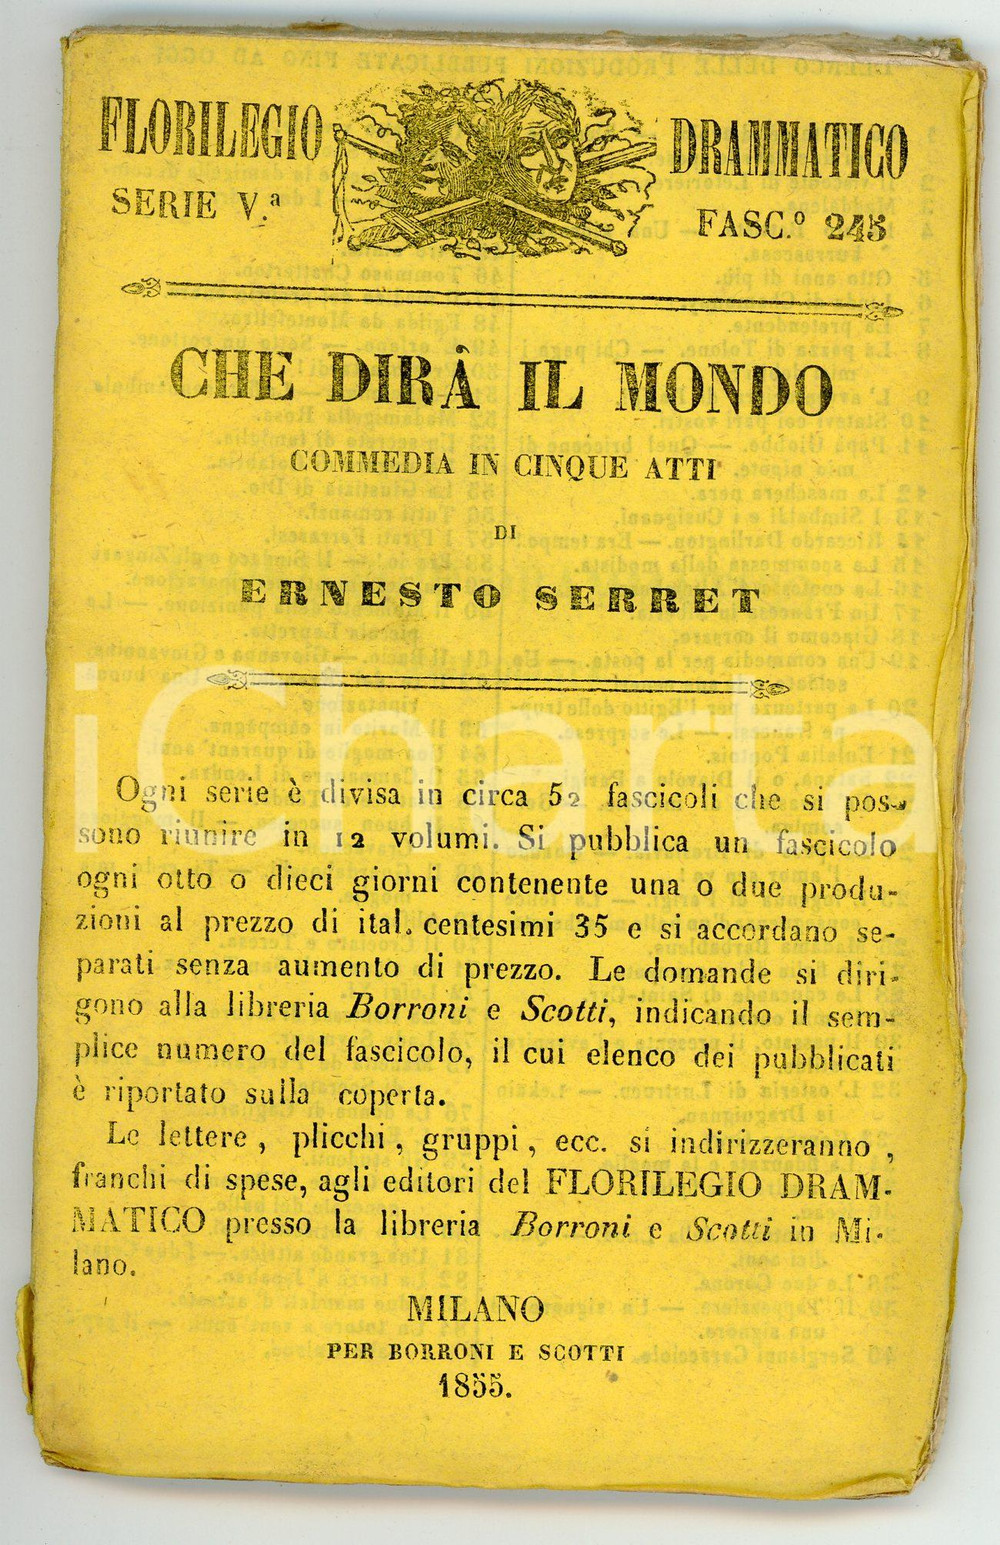 FLORILEGIO DRAMMATICO
SERIE V.ª FASC.º 245
CHE DIRÀ IL MONDO
COMMEDIA IN CINQUE ATTI
DI
ERNESTO SERRET
iCharta
Ogni serie è divisa in circa 52 fascicoli che si pos-
sono riunire in 12 volumi. Si pubblica un fascicolo
ogni otto o dieci giorni contenente una o due produ-
zioni al prezzo di ital. centesimi 35 e si accordano se-
parati senza aumento di prezzo. Le domande si diri-
gono alla libreria Borroni e Scotti, indicando il sem-
plice numero del fascicolo, il cui elenco dei pubblicati
è riportato sulla coperta.
Le lettere, plicchi, gruppi, ecc. si indirizzeranno,
franchi di spese, agli editori del FLORILEGIO DRAM-
MATICO presso la libreria Borroni e Scotti in Mi-
lano.
MILANO
PER BORRONI E SCOTTI
1855.